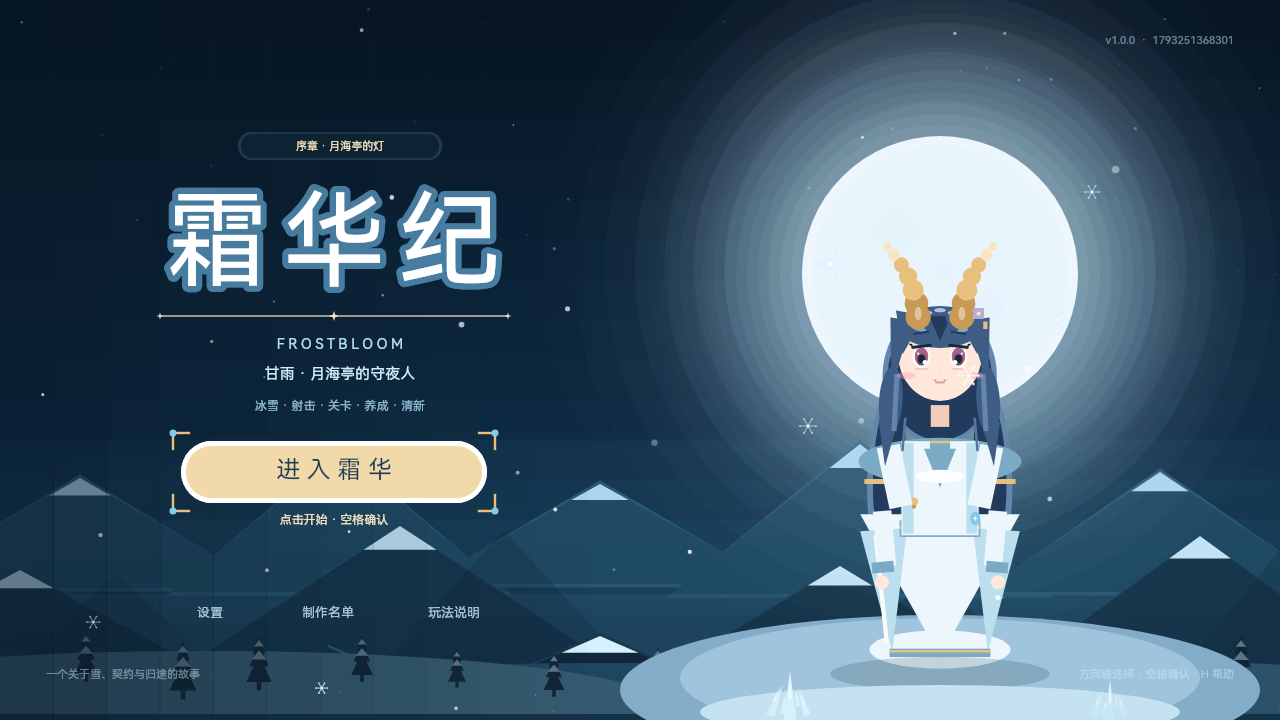 v1.0.0 · 1793251368301
序章 · 月海亭的灯
霜华纪
FROSTBLOOM
甘雨 · 月海亭的守夜人
冰雪 · 射击 · 关卡 · 养成 · 清新
进入霜华
点击开始 · 空格确认
设置
制作名单
玩法说明
一个关于雪、契约与归途的故事
方向键选择 · 空格确认 · H 帮助